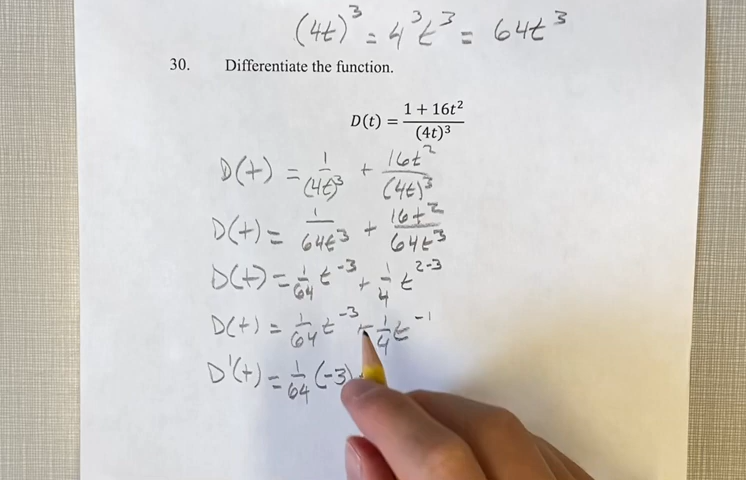 (4t)³ = 4³t³ = 64t³
30. Differentiate the function.
D(t) = (1 + 16t²)/(4t)³
D(t) = 1/(4t)³ + 16t²/(4t)³
D(t) = 1/64t³ + 16t²/64t³
D(t) = 1/64 t⁻³ + 1/4 t²⁻³
D(t) = 1/64 t⁻³ + 1/4 t⁻¹
D'(t) = 1/64 (-3)